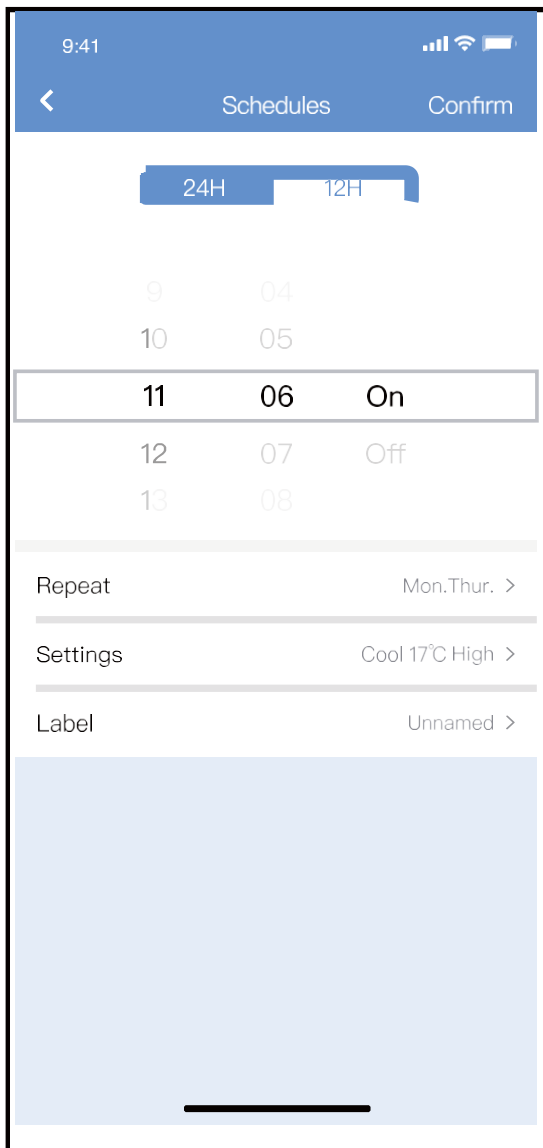 9:41
Schedules Confirm
24H 12H
9 04
10 05
11 06 On
12 07 Off
13 08
Repeat Mon.Thur. >
Settings Cool 17℃ High >
Label Unnamed >